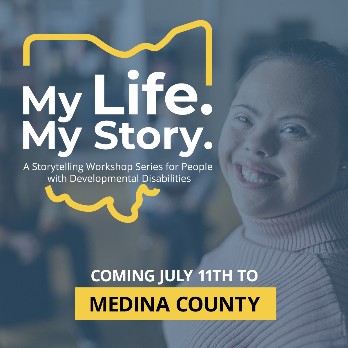 My Life.
My Story.
A Storytelling Workshop Series for People
with Developmental Disabilities
COMING JULY 11TH TO
MEDINA COUNTY